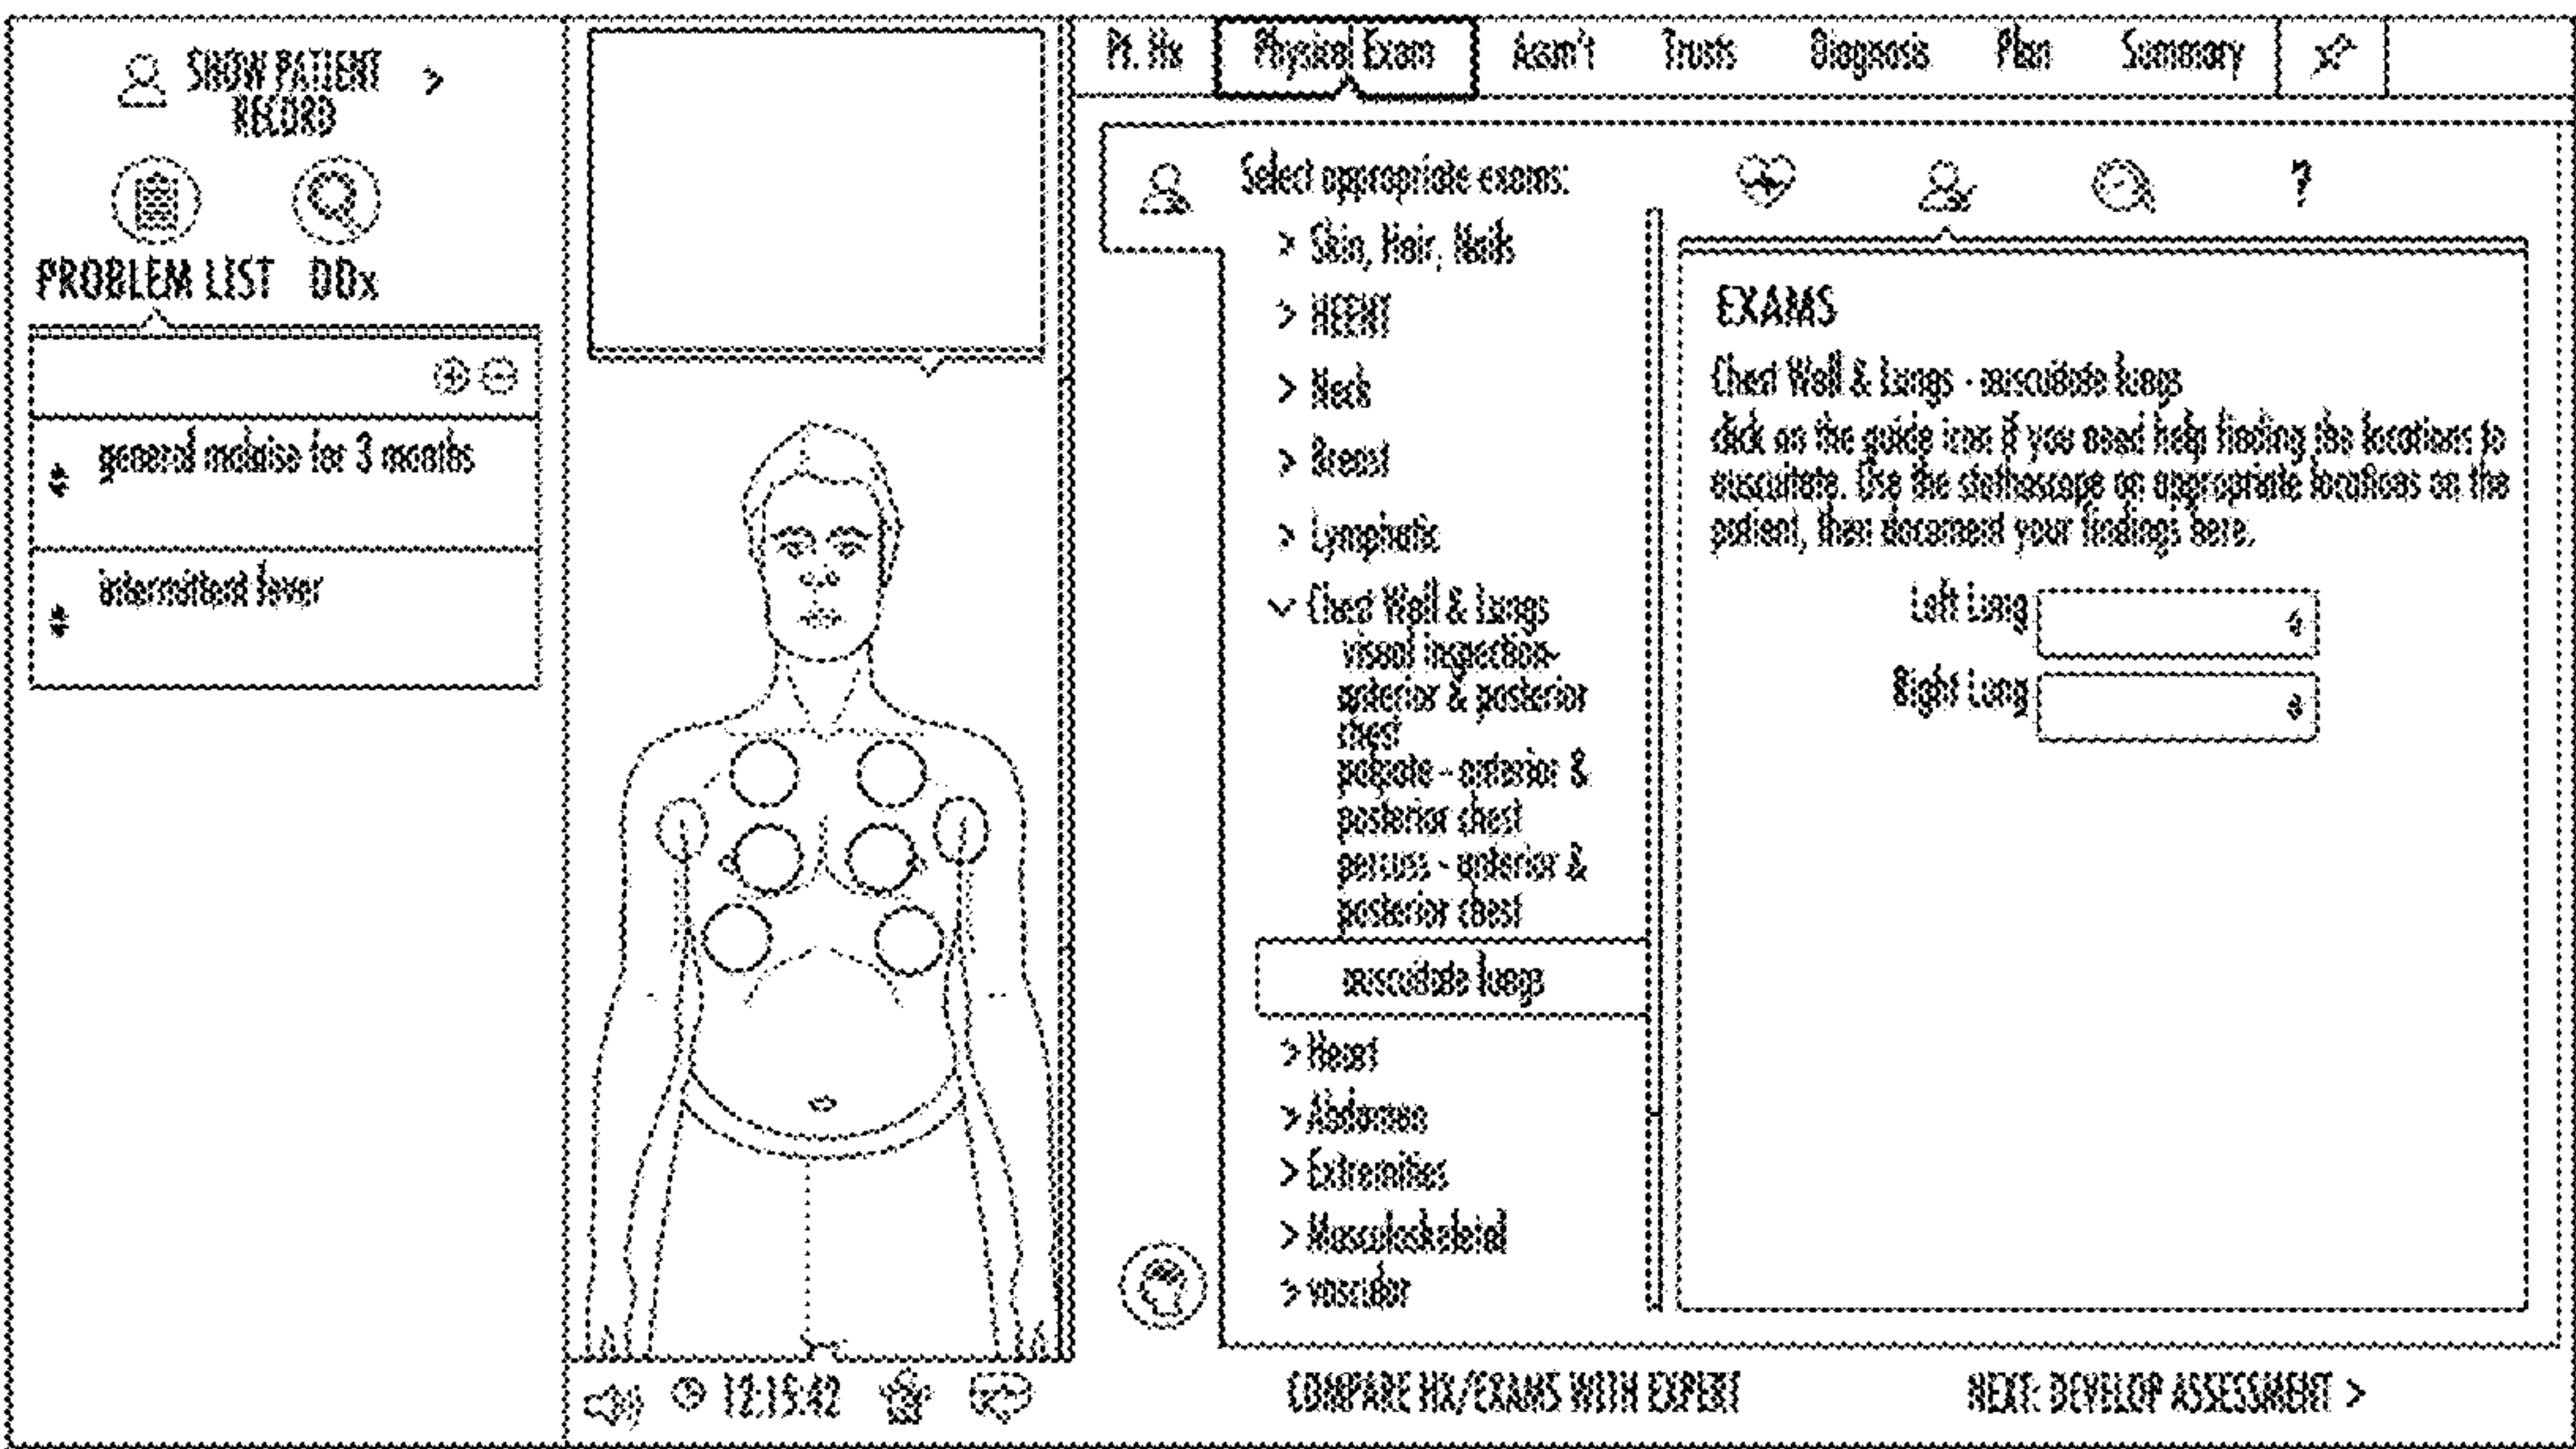 SHOW PATIENT
RECORD
PROBLEM LIST DDx
general malaise for 3 months
intermittent fever
12:15:42
Pt. Hx
Physical Exam
Assm't
Diagnosis
Plan
Summary
Select appropriate exams:
> Skin, Hair, Nails
> HEENT
> Neck
> Breast
> Lymphatic
Chest Wall & Lungs
visual inspection-
anterior & posterior
chest
palpate - anterior &
posterior chest
percuss - anterior &
posterior chest
auscultate lungs
> Heart
> Abdomen
> Extremities
> Musculoskeletal
> vascular
?
EXAMS
Chest Wall & Lungs - auscultate lungs
click on the guide icon if you need help finding the locations to
auscultate. Use the stethoscope on appropriate locations on the
patient, then document your findings here.
Left Lung
Right Lung
COMPARE HX/EXAMS WITH EXPERT
NEXT: DEVELOP ASSESSMENT >